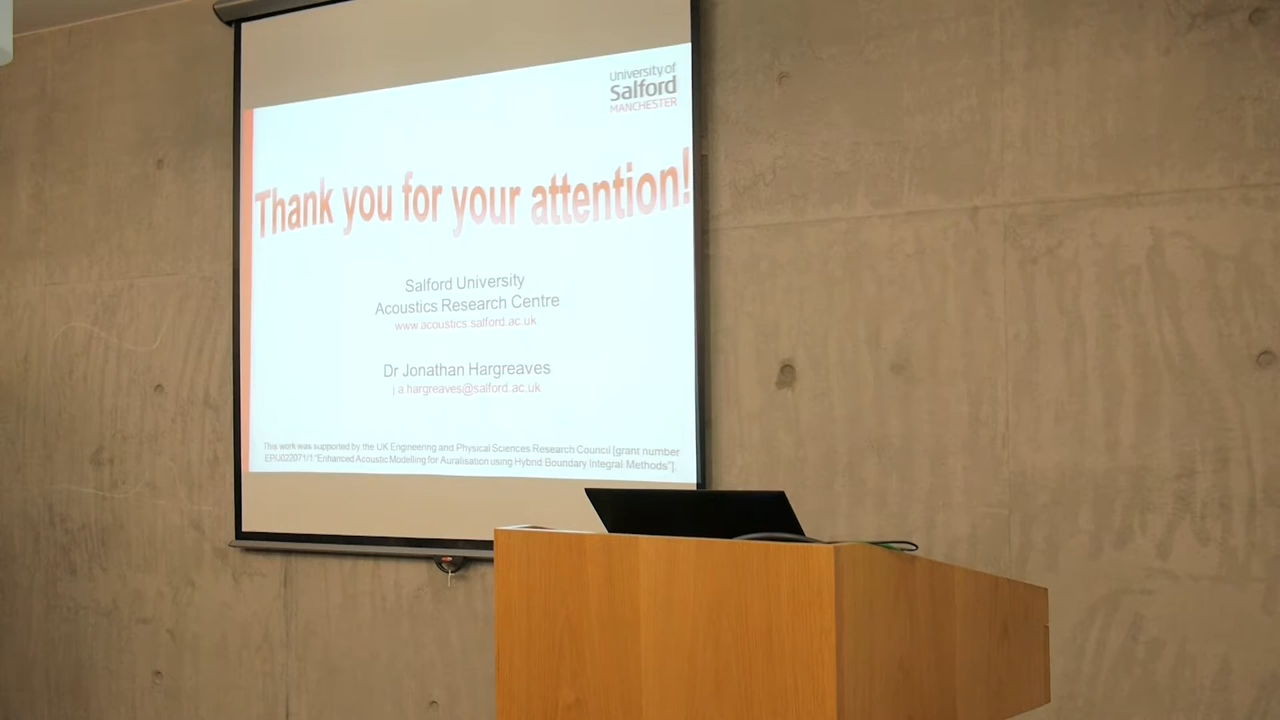 University of
Salford
MANCHESTER
Thank you for your attention!
Salford University
Acoustics Research Centre
www.acoustics.salford.ac.uk
Dr Jonathan Hargreaves
j.a.hargreaves@salford.ac.uk
This work was supported by the UK Engineering and Physical Sciences Research Council [grant number
EPIJ022071/1 "Enhanced Acoustic Modelling for Auralisation using Hybrid Boundary Integral Methods"].